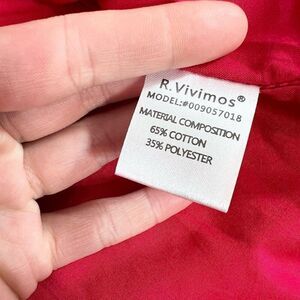 R.Vivimos®
MODEL:#009057018
MATERIAL COMPOSITION
65% COTTON
35% POLYESTER